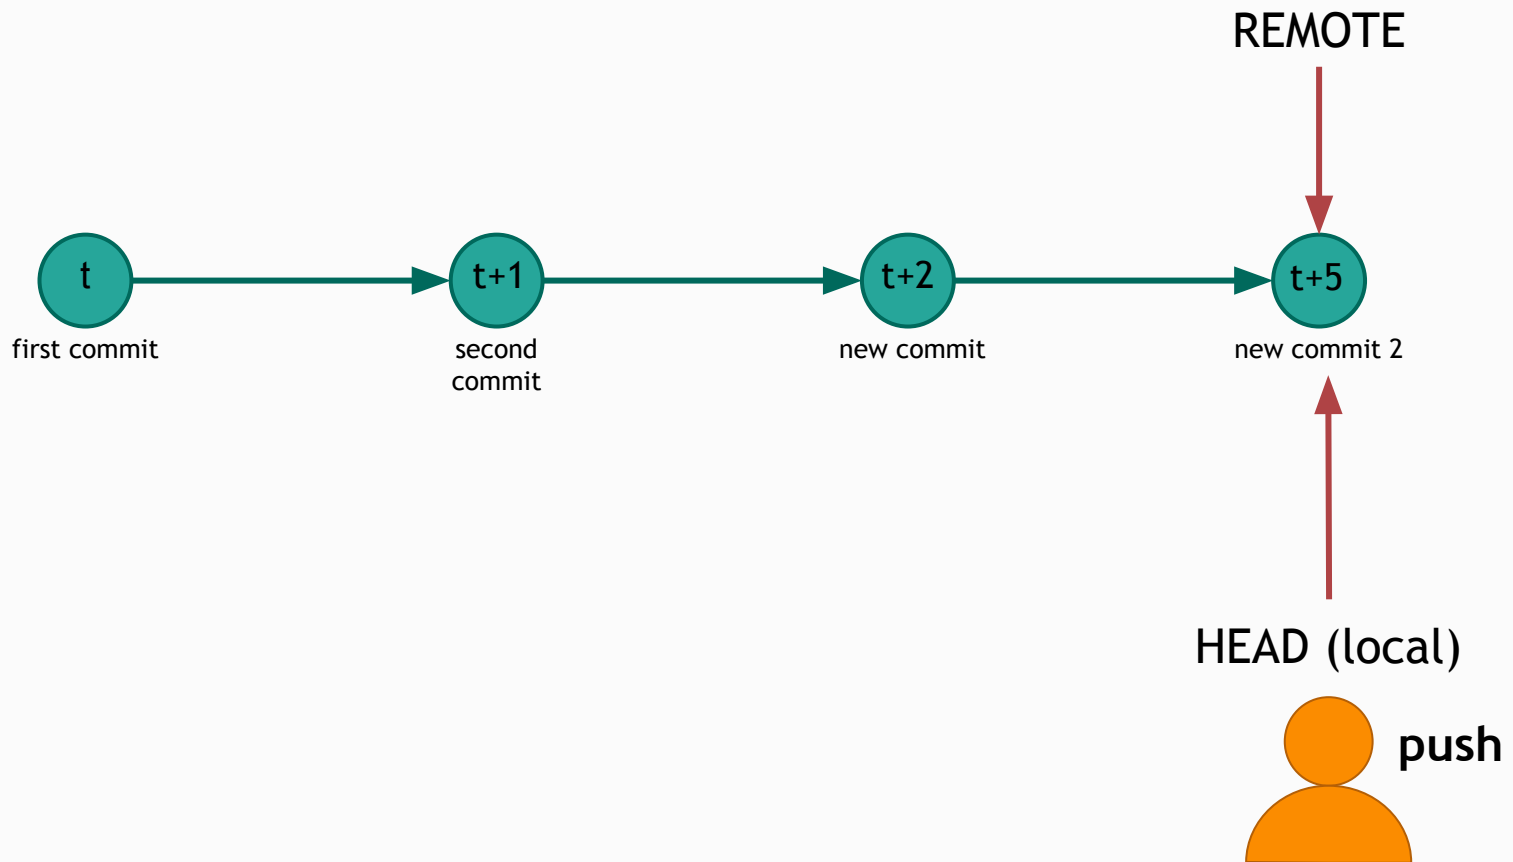 REMOTE
t
t+1
t+2
t+5
first commit
second
commit
new commit
new commit 2
HEAD (local)
push